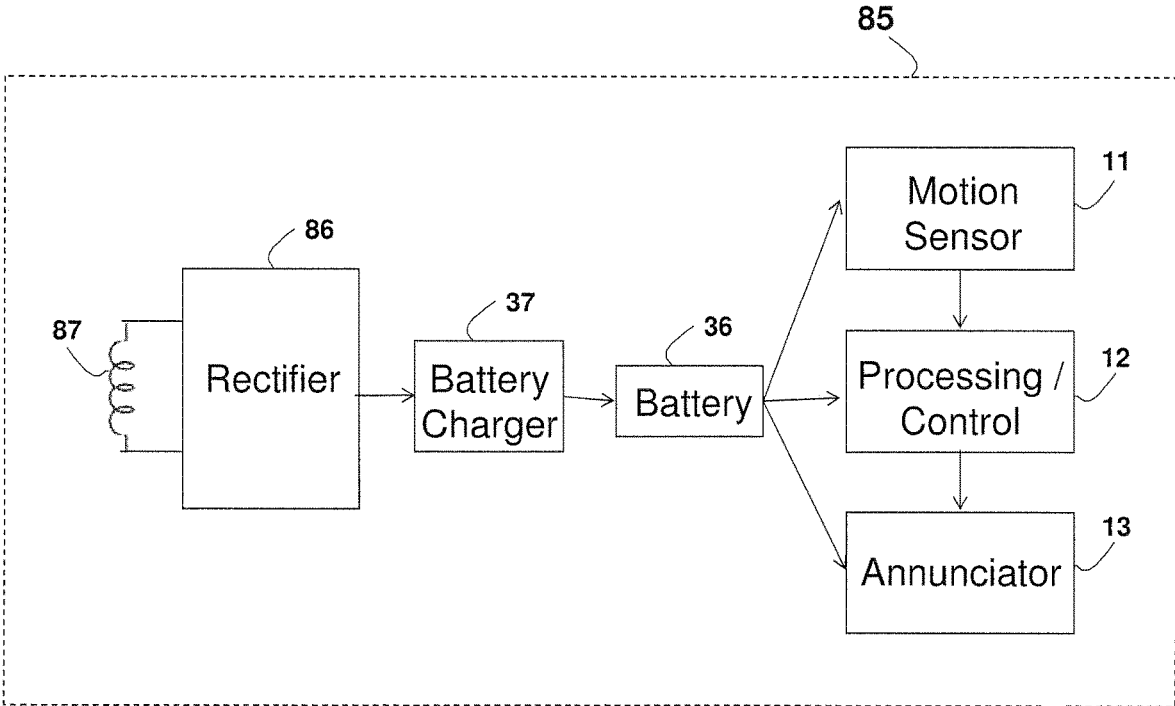 85
11
Motion
Sensor
86
37
36
87
Rectifier
Battery
Charger
Battery
12
Processing /
Control
13
Annunciator